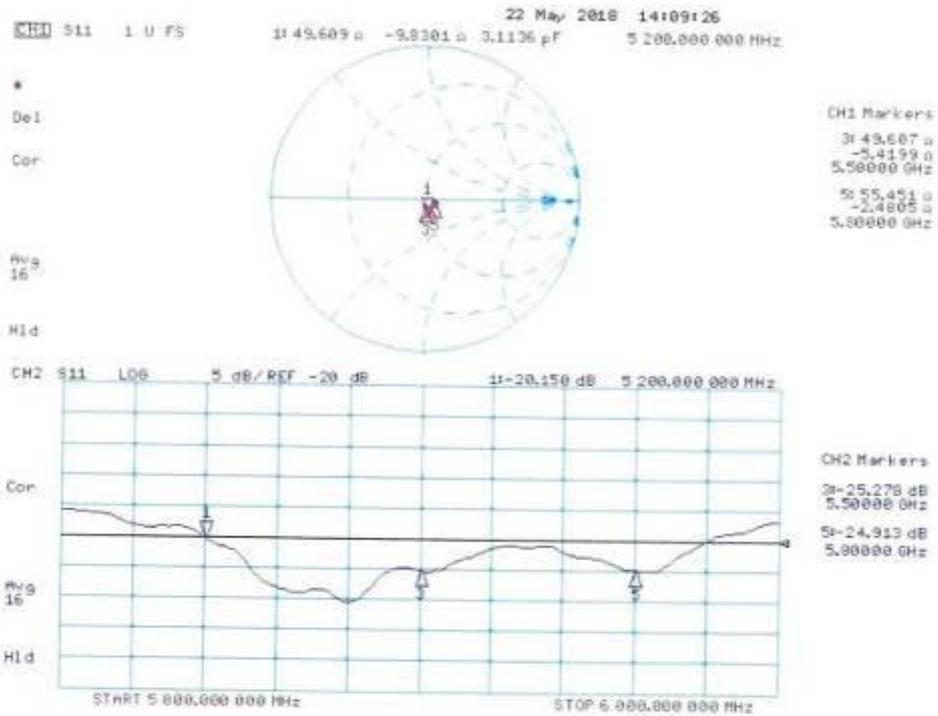 22 May 2018 14:09:26
CH1 S11 1 U FS 1: 49.609 Ω -9.8301 Ω 3.1136 pF 5 200.000 000 MHz
*
Del
Cor
Avg
16
Hld
CH1 Markers
3: 49.607 Ω
-5.4199 Ω
5.50000 GHz
5: 55.451 Ω
-2.4805 Ω
5.80000 GHz
1
CH2 S11 LOG 5 dB/REF -20 dB 1:-20.150 dB 5 200.000 000 MHz
Cor
Avg
16
Hld
CH2 Markers
3:-25.278 dB
5.50000 GHz
5:-24.913 dB
5.80000 GHz
1
3
5
START 5 000.000 000 MHz STOP 6 000.000 000 MHz